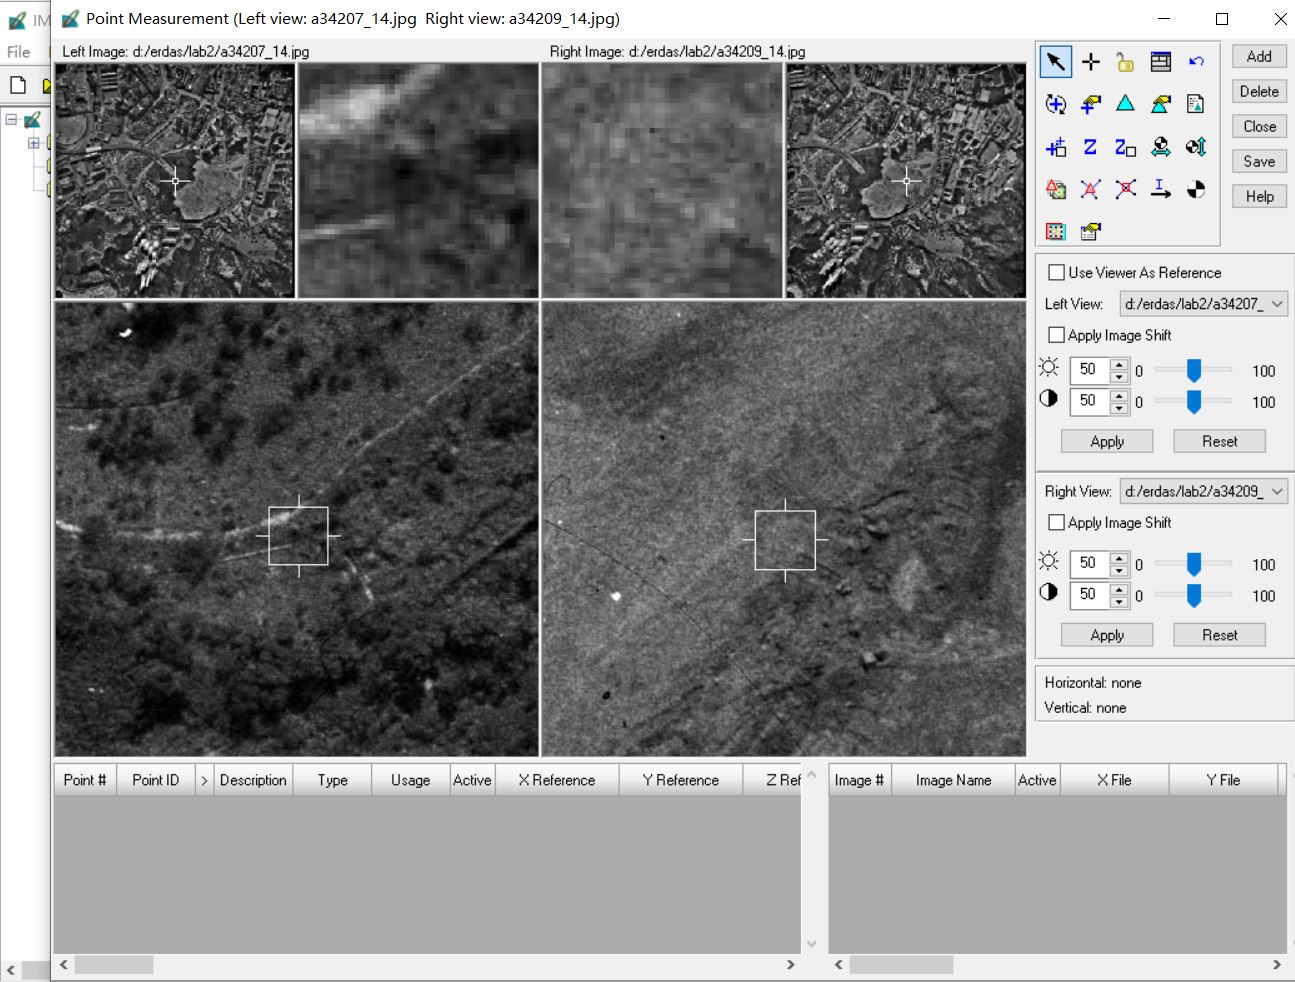 IM
Point Measurement (Left view: a34207_14.jpg  Right view: a34209_14.jpg)
File
Left Image: d:/erdas/lab2/a34207_14.jpg
Right Image: d:/erdas/lab2/a34209_14.jpg
Add
Delete
Close
Save
Help
Z
Z
I
Use Viewer As Reference
Left View: d:/erdas/lab2/a34207_
Apply Image Shift
50 0 100
50 0 100
Apply Reset
Right View: d:/erdas/lab2/a34209_
Apply Image Shift
50 0 100
50 0 100
Apply Reset
Horizontal: none
Vertical: none
Point # Point ID > Description Type Usage Active X Reference Y Reference Z Ref
Image # Image Name Active X File Y File